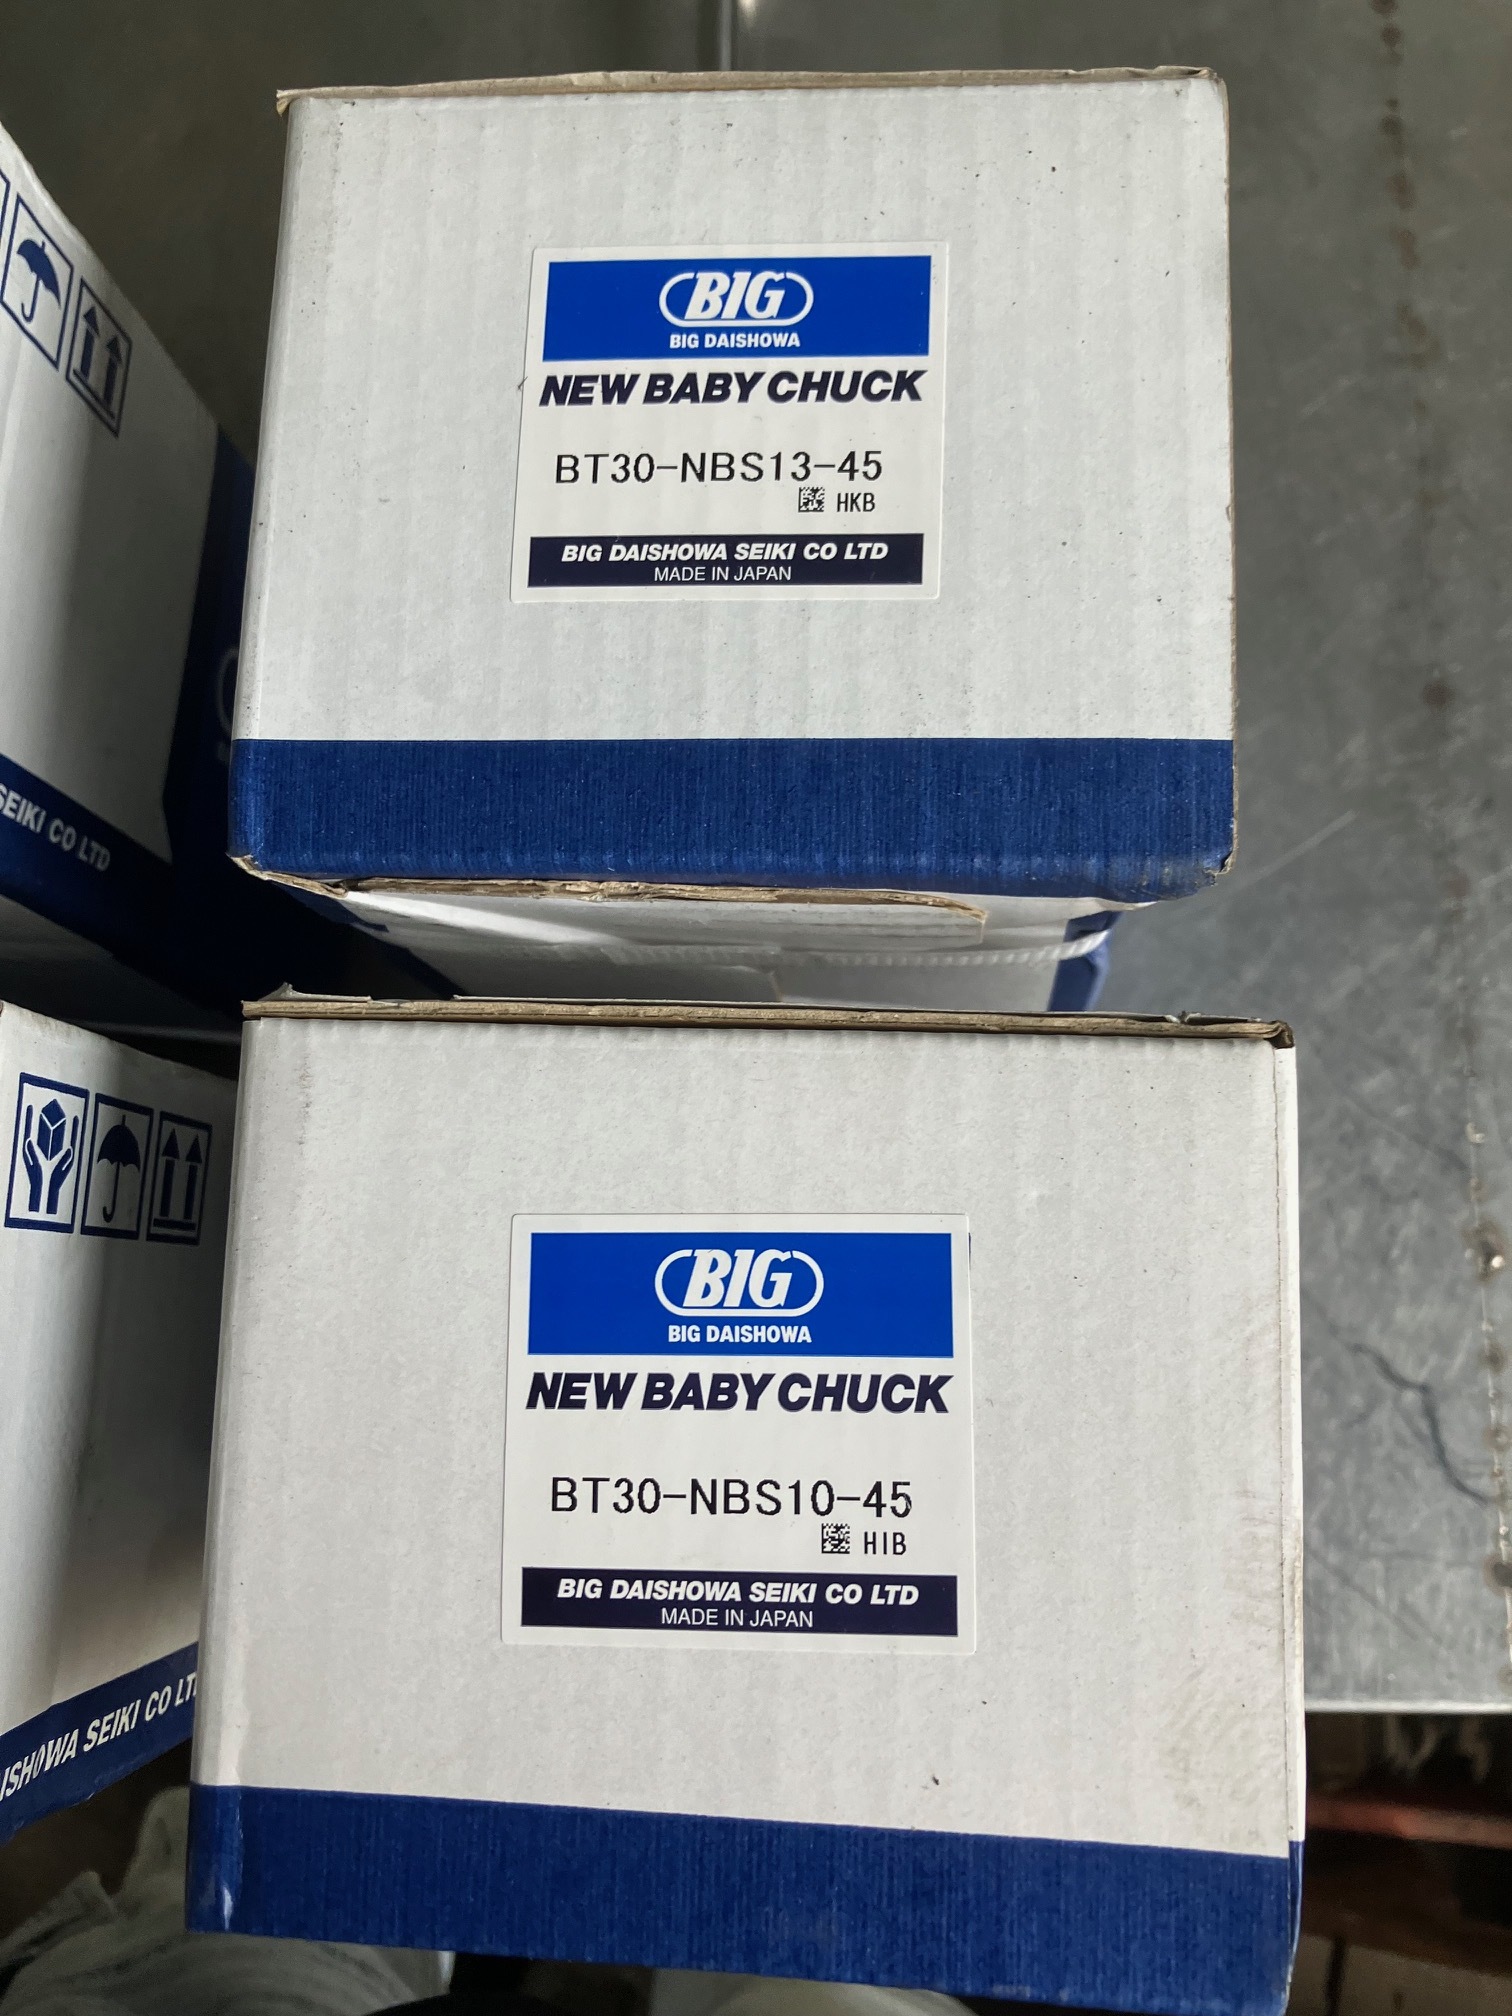 BIG
BIG DAISHOWA
NEW BABY CHUCK
BT30-NBS13-45
HKB
BIG DAISHOWA SEIKI CO LTD
MADE IN JAPAN
SEIKI CO LTD
BIG
BIG DAISHOWA
NEW BABY CHUCK
BT30-NBS10-45
HIB
BIG DAISHOWA SEIKI CO LTD
MADE IN JAPAN
ISHOWA SEIKI CO LT